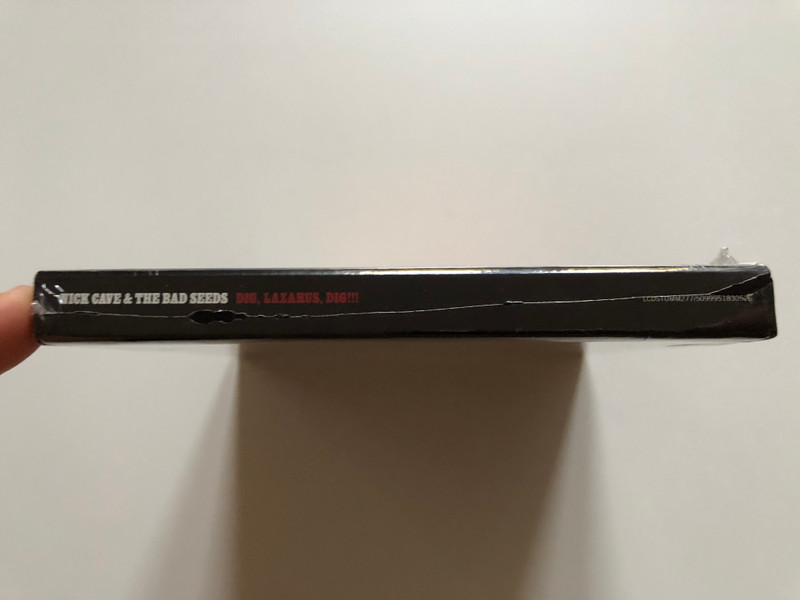 NICK CAVE & THE BAD SEEDS DIG, LAZARUS, DIG!!!